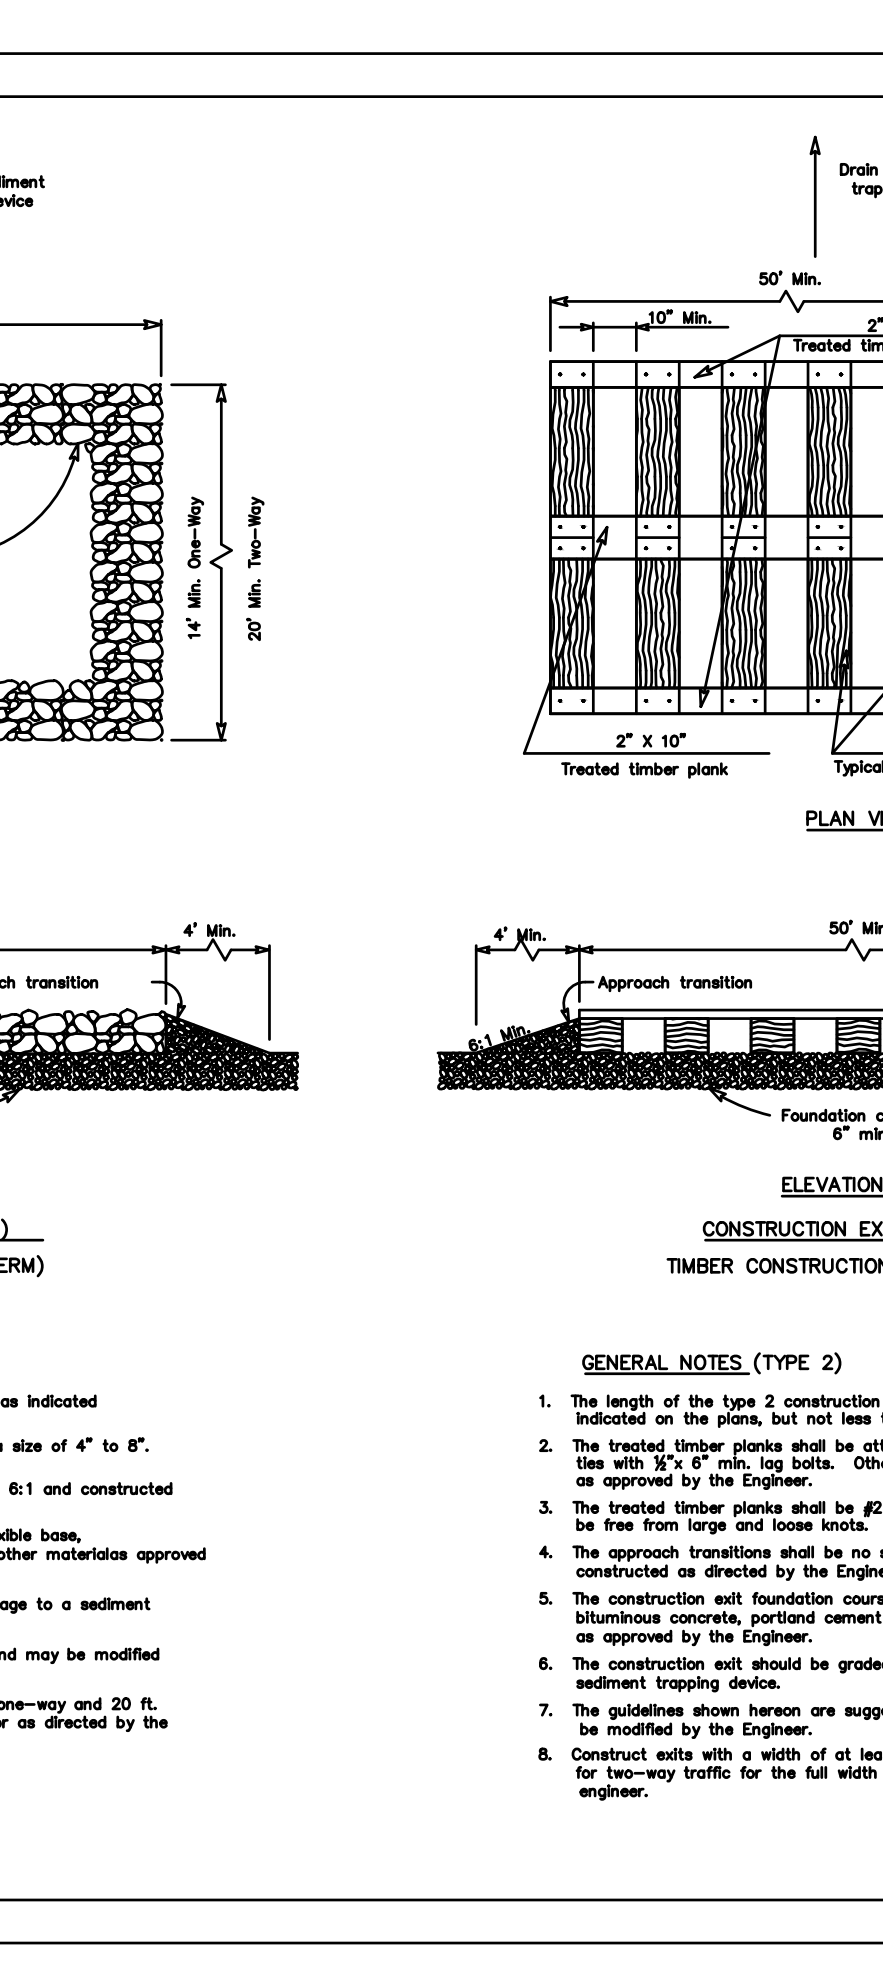 diment
evice
14' Min. One-Way
20' Min. Two-Way
4' Min.
ch transition
)
ERM)
as indicated
size of 4" to 8".
6:1 and constructed
xible base,
other materialas approved
age to a sediment
nd may be modified
one-way and 20 ft.
or as directed by the
Drain
trap
50' Min.
10" Min.
2"
Treated tim
2" X 10"
Treated timber plank
Typical
PLAN VI
4' Min.
50' Min
Approach transition
6:1 Min.
Foundation c
6" min
ELEVATION
CONSTRUCTION EX
TIMBER CONSTRUCTION
GENERAL NOTES (TYPE 2)
1. The length of the type 2 construction
indicated on the plans, but not less t
2. The treated timber planks shall be att
ties with ½"x 6" min. lag bolts. Othe
as approved by the Engineer.
3. The treated timber planks shall be #2
be free from large and loose knots.
4. The approach transitions shall be no s
constructed as directed by the Engine
5. The construction exit foundation cours
bituminous concrete, portland cement
as approved by the Engineer.
6. The construction exit should be graded
sediment trapping device.
7. The guidelines shown hereon are sugge
be modified by the Engineer.
8. Construct exits with a width of at lea
for two-way traffic for the full width
engineer.